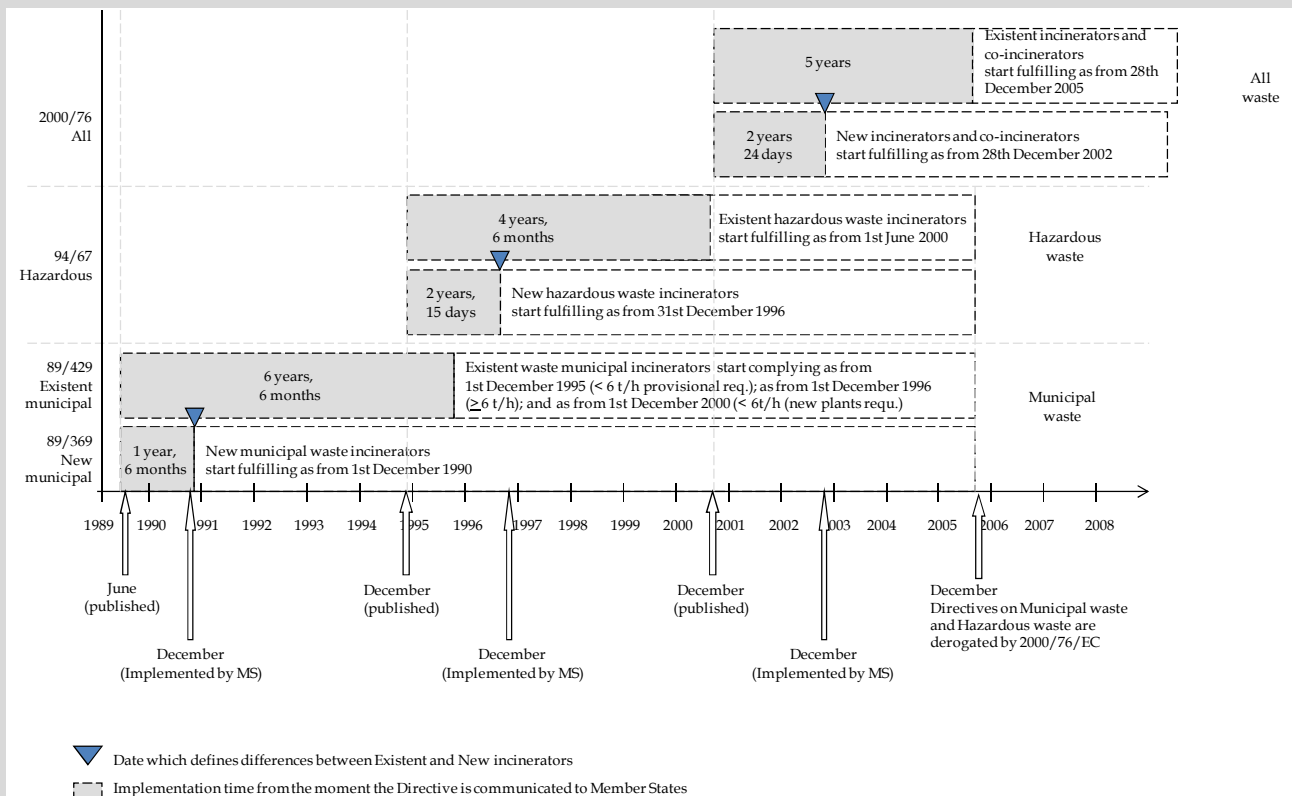 5 years
Existent incinerators and
co-incinerators
start fulfilling as from 28th
December 2005
All
waste
2000/76
All
2 years
24 days
New incinerators and co-incinerators
start fulfilling as from 28th December 2002
94/67
Hazardous
4 years,
6 months
Existent hazardous waste incinerators
start fulfilling as from 1st June 2000
Hazardous
waste
2 years,
15 days
New hazardous waste incinerators
start fulfilling as from 31st December 1996
89/429
Existent
municipal
6 years,
6 months
Existent waste municipal incinerators start complying as from
1st December 1995 (< 6 t/h provisional req.); as from 1st December 1996
(≥ 6 t/h); and as from 1st December 2000 (< 6t/h (new plants requ.)
Municipal
waste
89/369
New
municipal
1 year,
6 months
New municipal waste incinerators
start fulfilling as from 1st December 1990
1989 1990 1991 1992 1993 1994 1995 1996 1997 1998 1999 2000 2001 2002 2003 2004 2005 2006 2007 2008
June
(published)
December
(published)
December
(published)
December
Directives on Municipal waste
and Hazardous waste are
derogated by 2000/76/EC
December
(Implemented by MS)
December
(Implemented by MS)
December
(Implemented by MS)
Date which defines differences between Existent and New incinerators
Implementation time from the moment the Directive is communicated to Member States